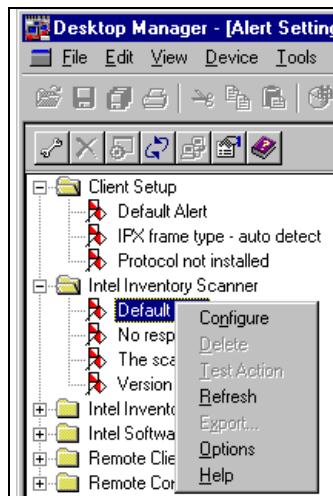 Desktop Manager - [Alert Setting
File Edit View Device Tools
Client Setup
Default Alert
IPX frame type - auto detect
Protocol not installed
Intel Inventory Scanner
Default
No resp
The sca
Version
Intel Invento
Intel Softwa
Remote Clie
Remote Cor
Configure
Delete
Test Action
Refresh
Export...
Options
Help